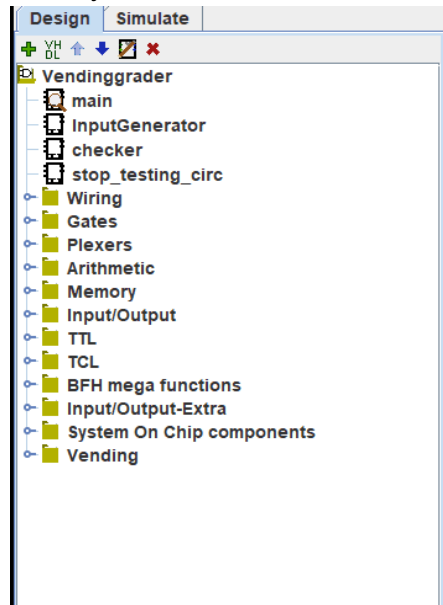 Design Simulate
VH
DL
Vendinggrader
main
InputGenerator
checker
stop_testing_circ
Wiring
Gates
Plexers
Arithmetic
Memory
Input/Output
TTL
TCL
BFH mega functions
Input/Output-Extra
System On Chip components
Vending